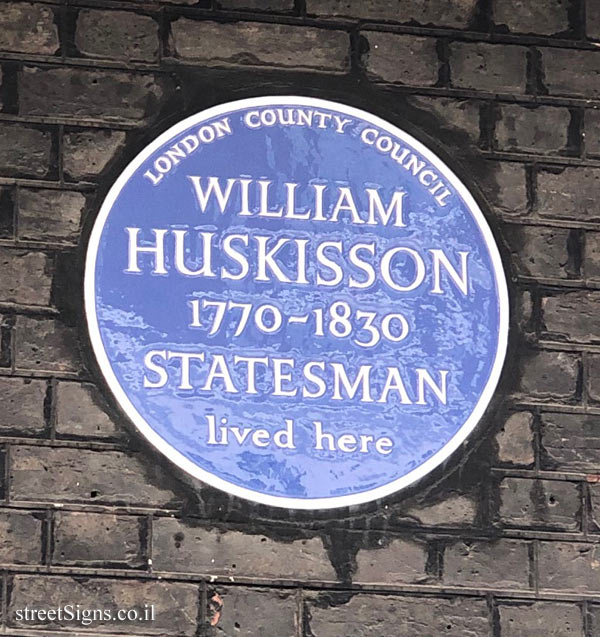 LONDON COUNTY COUNCIL
WILLIAM
HUSKISSON
1770-1830
STATESMAN
lived here
streetSigns.co.il